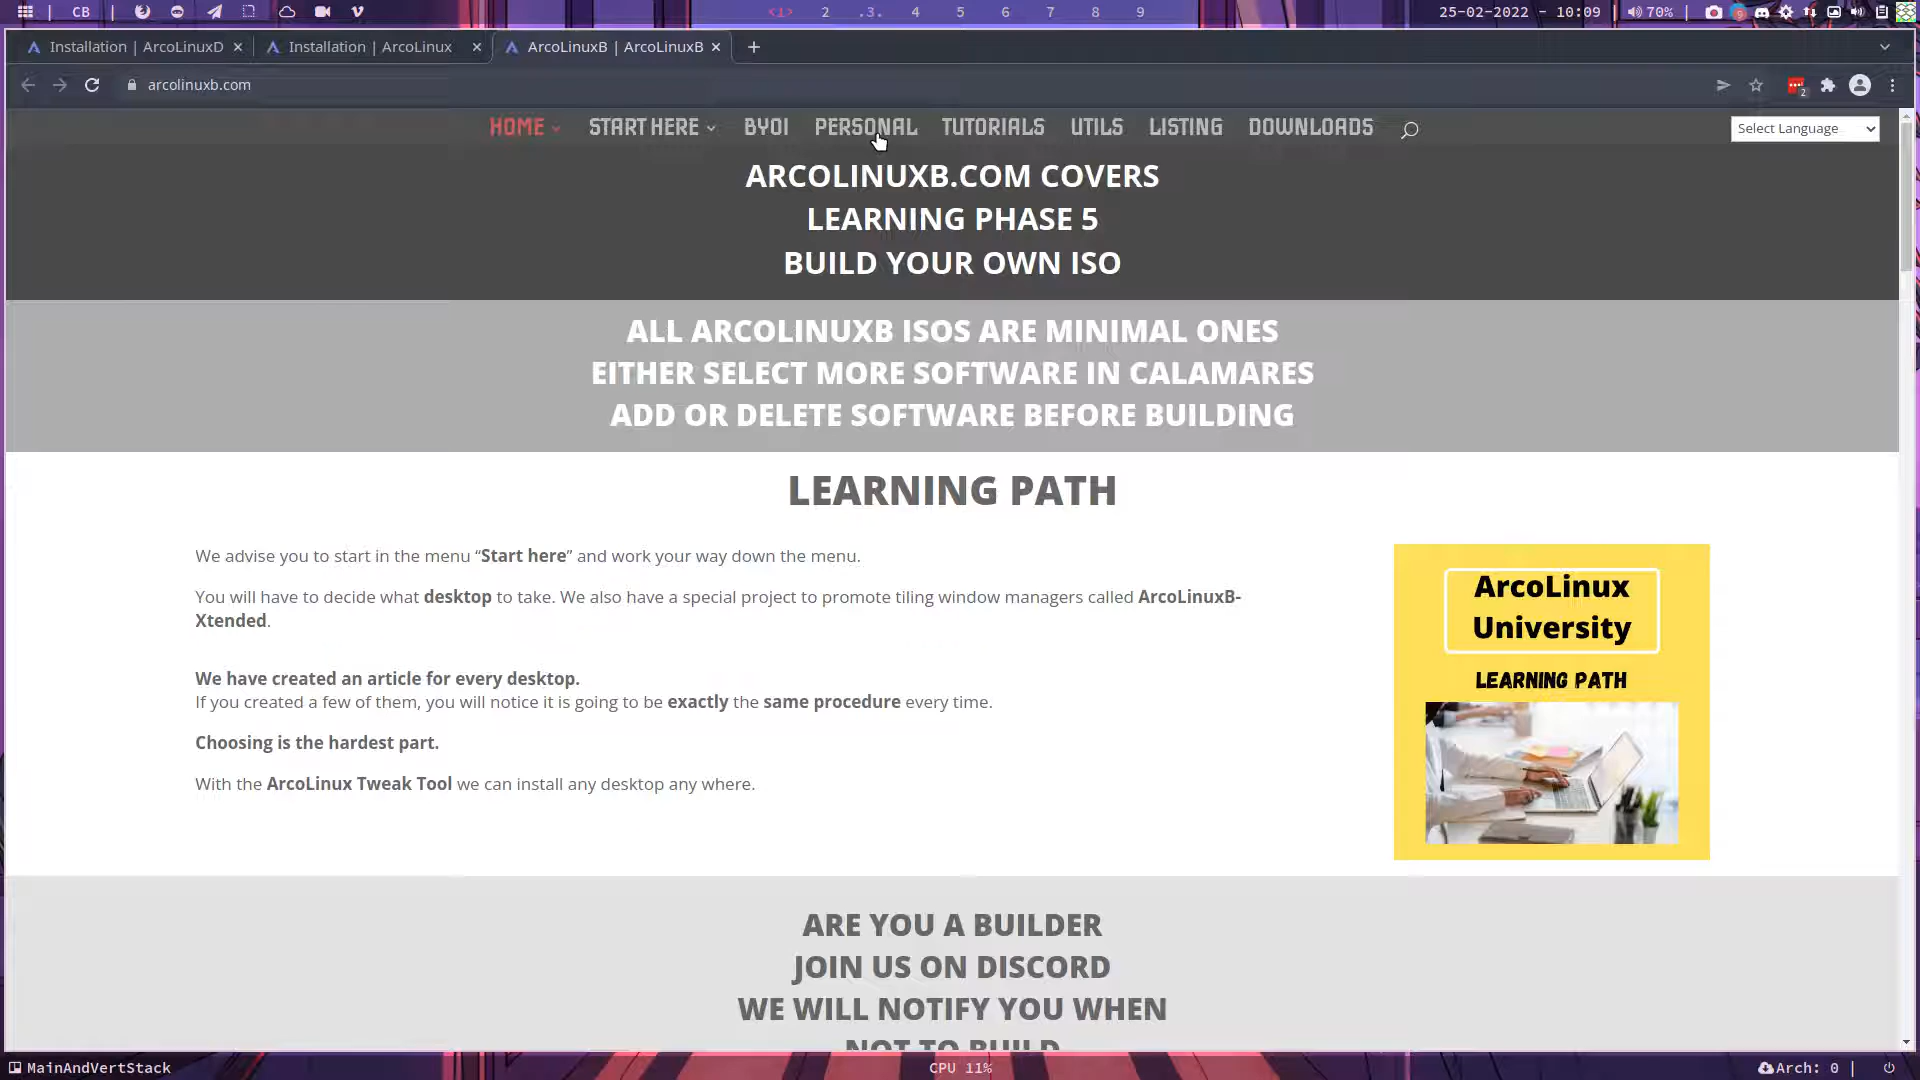 CB
<1> 2 .3. 4 5 6 7 8 9
25-02-2022 - 10:09
70%
Installation | ArcoLinuxD
Installation | ArcoLinux
ArcoLinuxB | ArcoLinuxB
arcolinuxb.com
2
HOME
START HERE
BYOI
PERSONAL
TUTORIALS
UTILS
LISTING
DOWNLOADS
Select Language
ARCOLINUXB.COM COVERS
LEARNING PHASE 5
BUILD YOUR OWN ISO
ALL ARCOLINUXB ISOS ARE MINIMAL ONES
EITHER SELECT MORE SOFTWARE IN CALAMARES
ADD OR DELETE SOFTWARE BEFORE BUILDING
LEARNING PATH
We advise you to start in the menu “Start here” and work your way down the menu.
You will have to decide what desktop to take. We also have a special project to promote tiling window managers called ArcoLinuxB-
Xtended.
We have created an article for every desktop.
If you created a few of them, you will notice it is going to be exactly the same procedure every time.
Choosing is the hardest part.
With the ArcoLinux Tweak Tool we can install any desktop any where.
ArcoLinux
University
LEARNING PATH
ARE YOU A BUILDER
JOIN US ON DISCORD
WE WILL NOTIFY YOU WHEN
NOT TO BUILD
MainAndVertStack
CPU 11%
Arch: 0